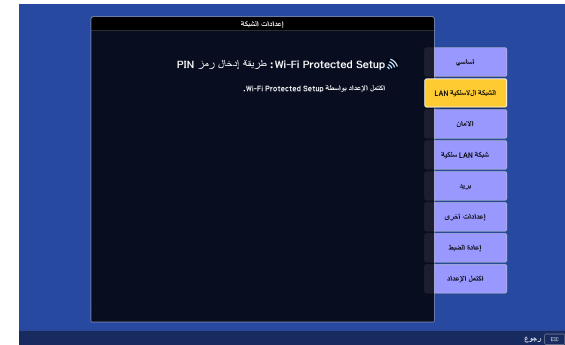 إعدادات الشبكة
Wi-Fi Protected Setup: طريقة إدخال رمز PIN
اكتمل الإعداد بواسطة Wi-Fi Protected Setup.
أساسي
الشبكة اللاسلكية LAN
الأمان
شبكة LAN سلكية
بريد
إعدادات أخرى
إعادة الضبط
اكتمل الإعداد
ESC رجوع